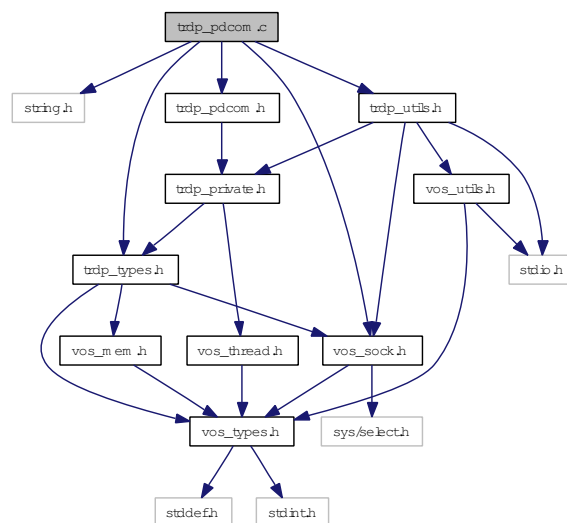 trdp_pdcom.c
string.h
trdp_pdcom.h
trdp_utils.h
trdp_private.h
vos_utils.h
trdp_types.h
stdio.h
vos_mem.h
vos_thread.h
vos_sock.h
vos_types.h
sys/select.h
stddef.h
stdint.h